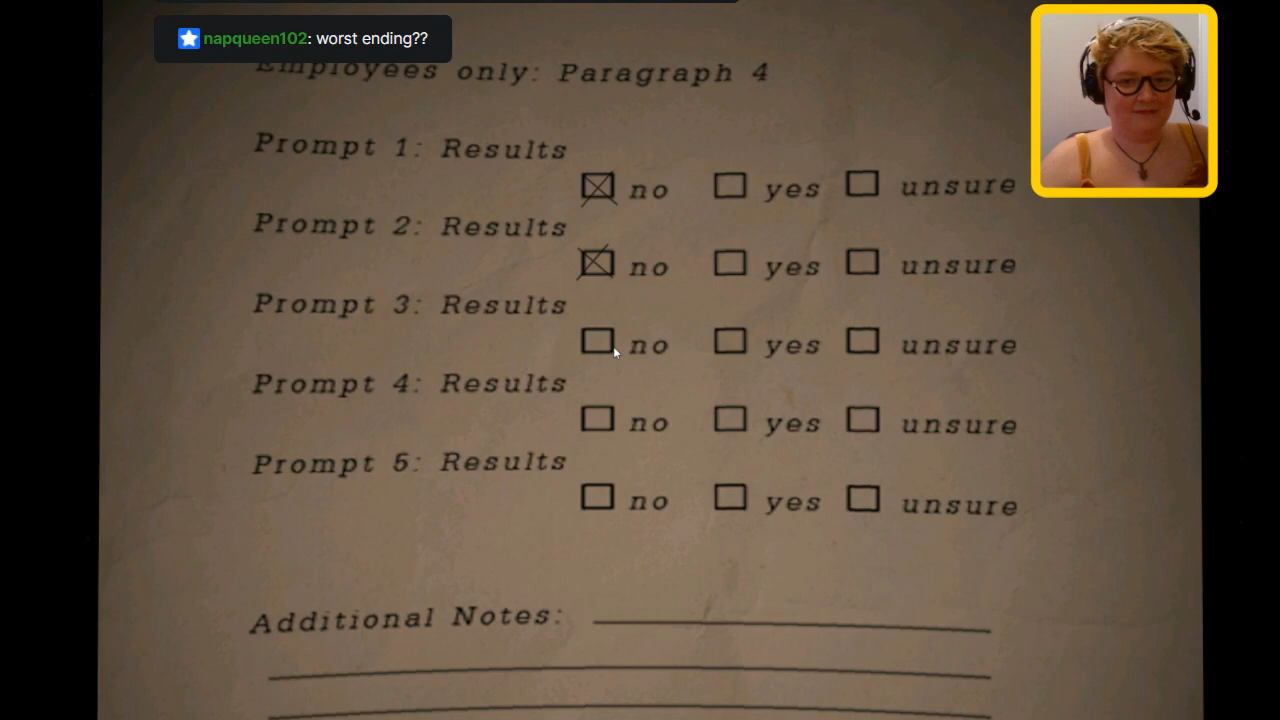 napqueen102: worst ending??
Employees only: Paragraph 4
Prompt 1: Results
no yes unsure
Prompt 2: Results
no yes unsure
Prompt 3: Results
no yes unsure
Prompt 4: Results
no yes unsure
Prompt 5: Results
no yes unsure
Additional Notes: